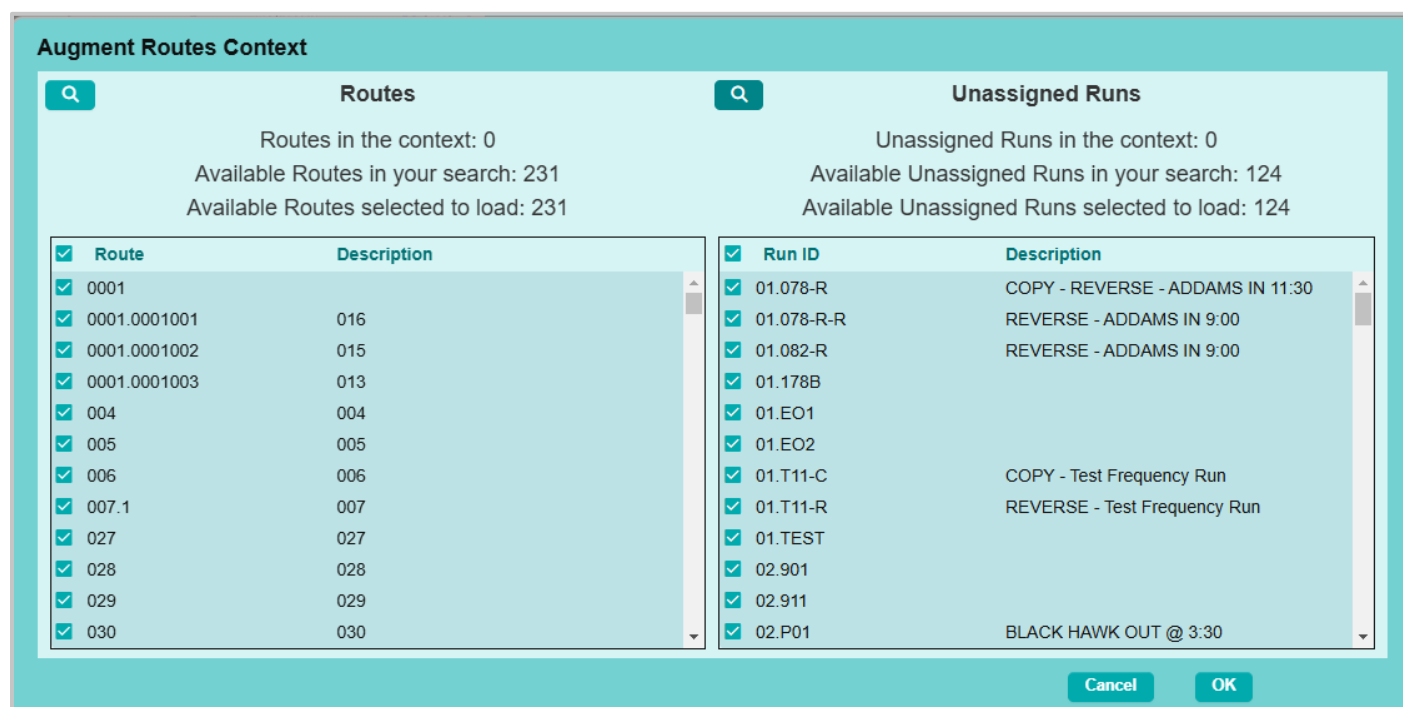 Augment Routes Context
Routes
Routes in the context: 0
Available Routes in your search: 231
Available Routes selected to load: 231
Route Description
0001
0001.0001001 016
0001.0001002 015
0001.0001003 013
004 004
005 005
006 006
007.1 007
027 027
028 028
029 029
030 030
Unassigned Runs
Unassigned Runs in the context: 0
Available Unassigned Runs in your search: 124
Available Unassigned Runs selected to load: 124
Run ID Description
01.078-R COPY - REVERSE - ADDAMS IN 11:30
01.078-R-R REVERSE - ADDAMS IN 9:00
01.082-R REVERSE - ADDAMS IN 9:00
01.178B
01.EO1
01.EO2
01.T11-C COPY - Test Frequency Run
01.T11-R REVERSE - Test Frequency Run
01.TEST
02.901
02.911
02.P01 BLACK HAWK OUT @ 3:30
Cancel OK